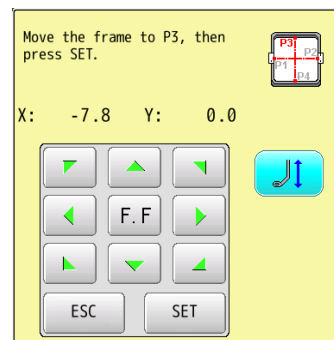 Move the frame to P3, then
press SET.
P3
P2
P1
P4
X: -7.8 Y: 0.0
F.F
ESC SET